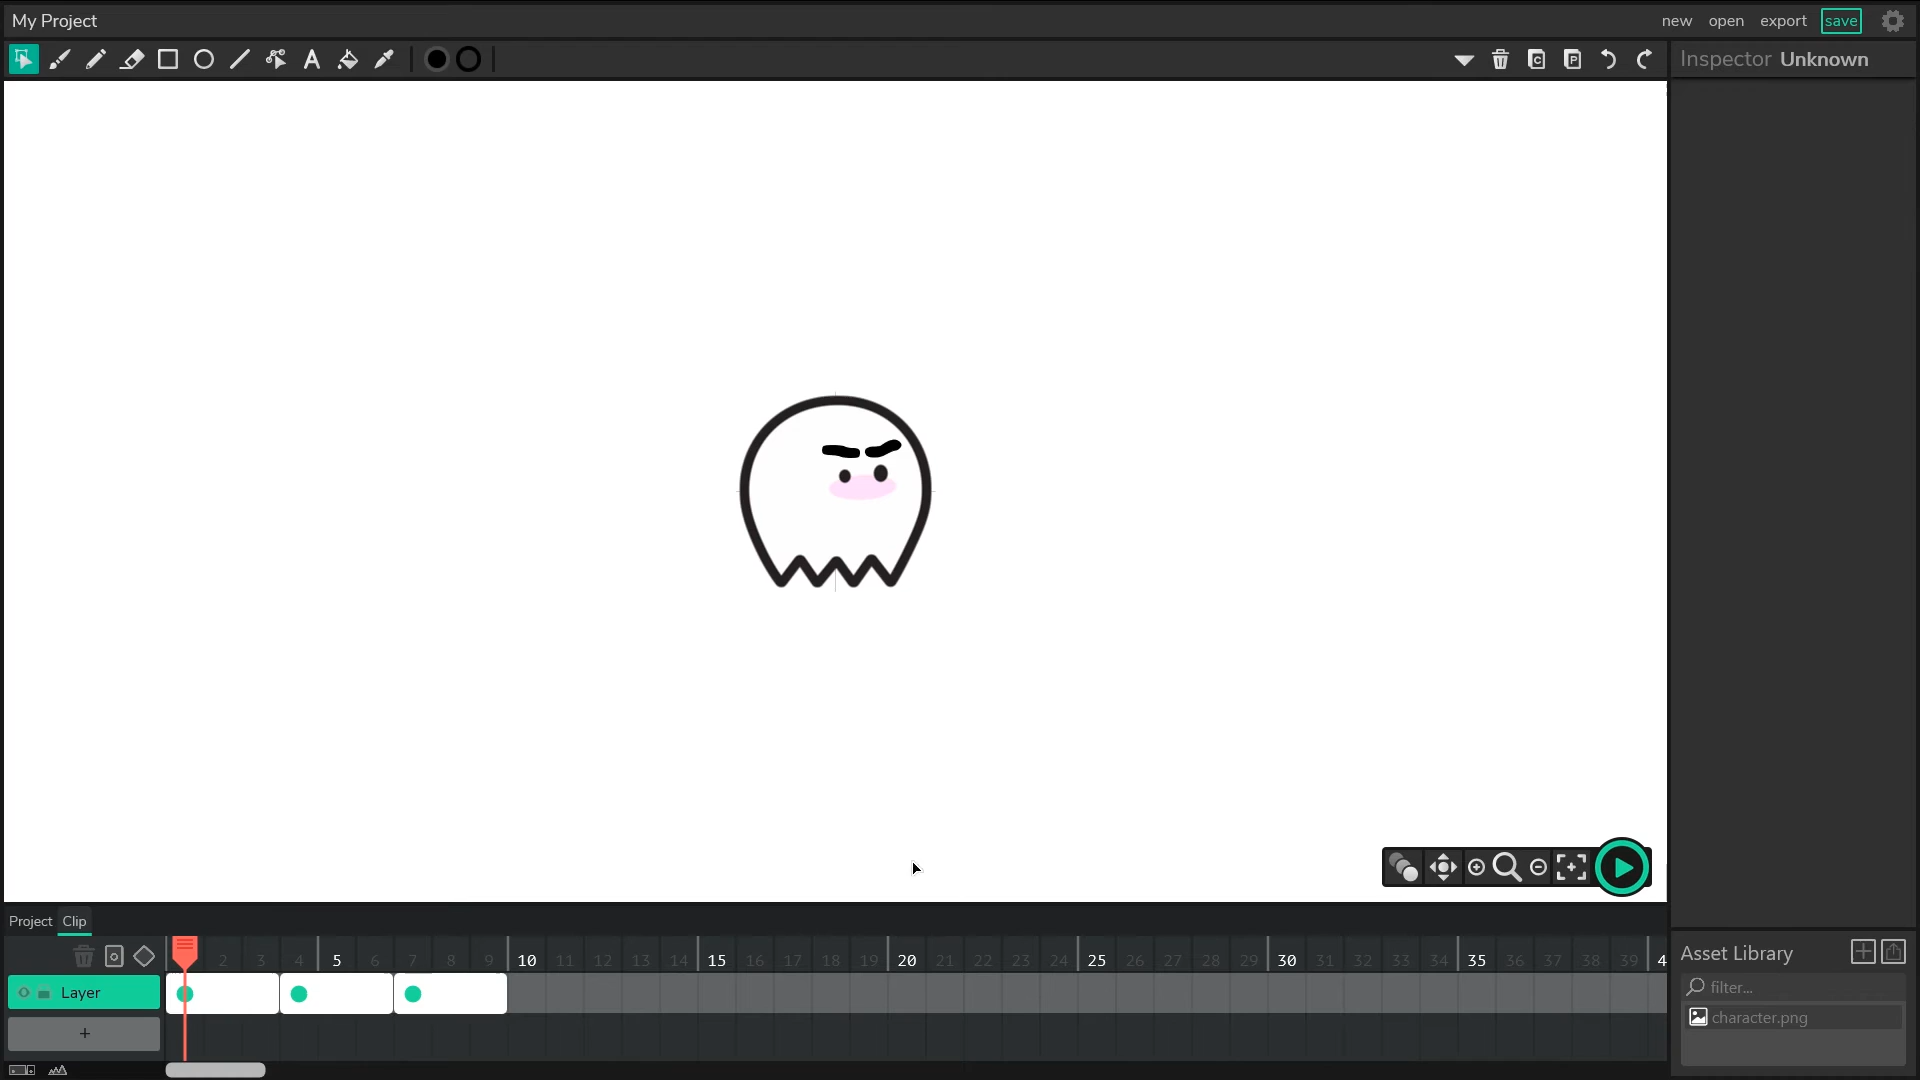 My Project
new open export save
Inspector Unknown
Project Clip
2 3 4 5 6 7 8 9 10 11 12 13 14 15 16 17 18 19 20 21 22 23 24 25 26 27 28 29 30 31 32 33 34 35 36 37 38 39 4
Layer
+
Asset Library
filter...
character.png